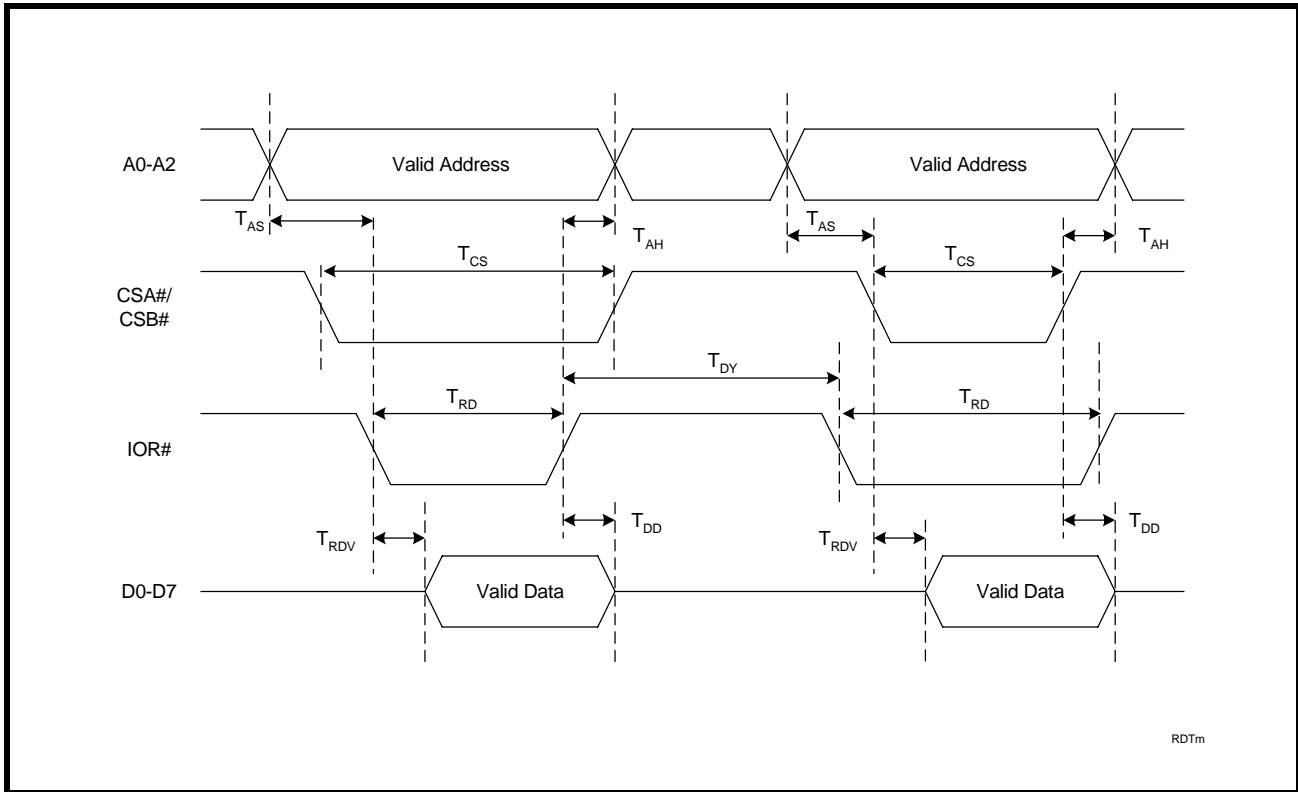 A0-A2
Valid Address
Valid Address
TAS
TAH
TAS
TAH
CSA#/
CSB#
TCS
TCS
TDY
IOR#
TRD
TRD
TRDV
TDD
TRDV
TDD
D0-D7
Valid Data
Valid Data
RDTm